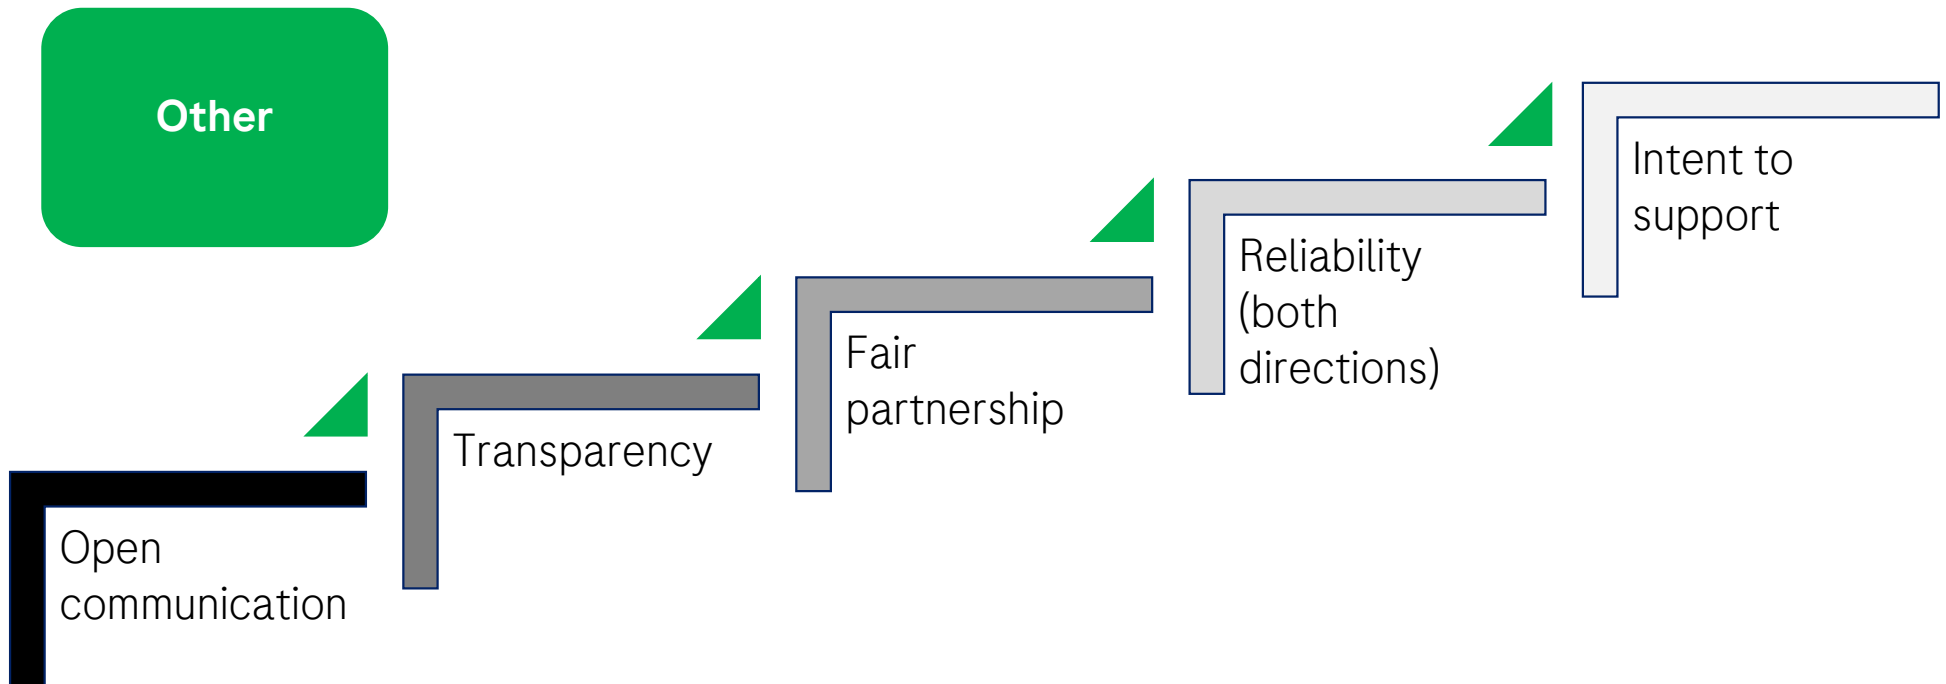 Other
Open
communication
Transparency
Fair
partnership
Reliability
(both
directions)
Intent to
support